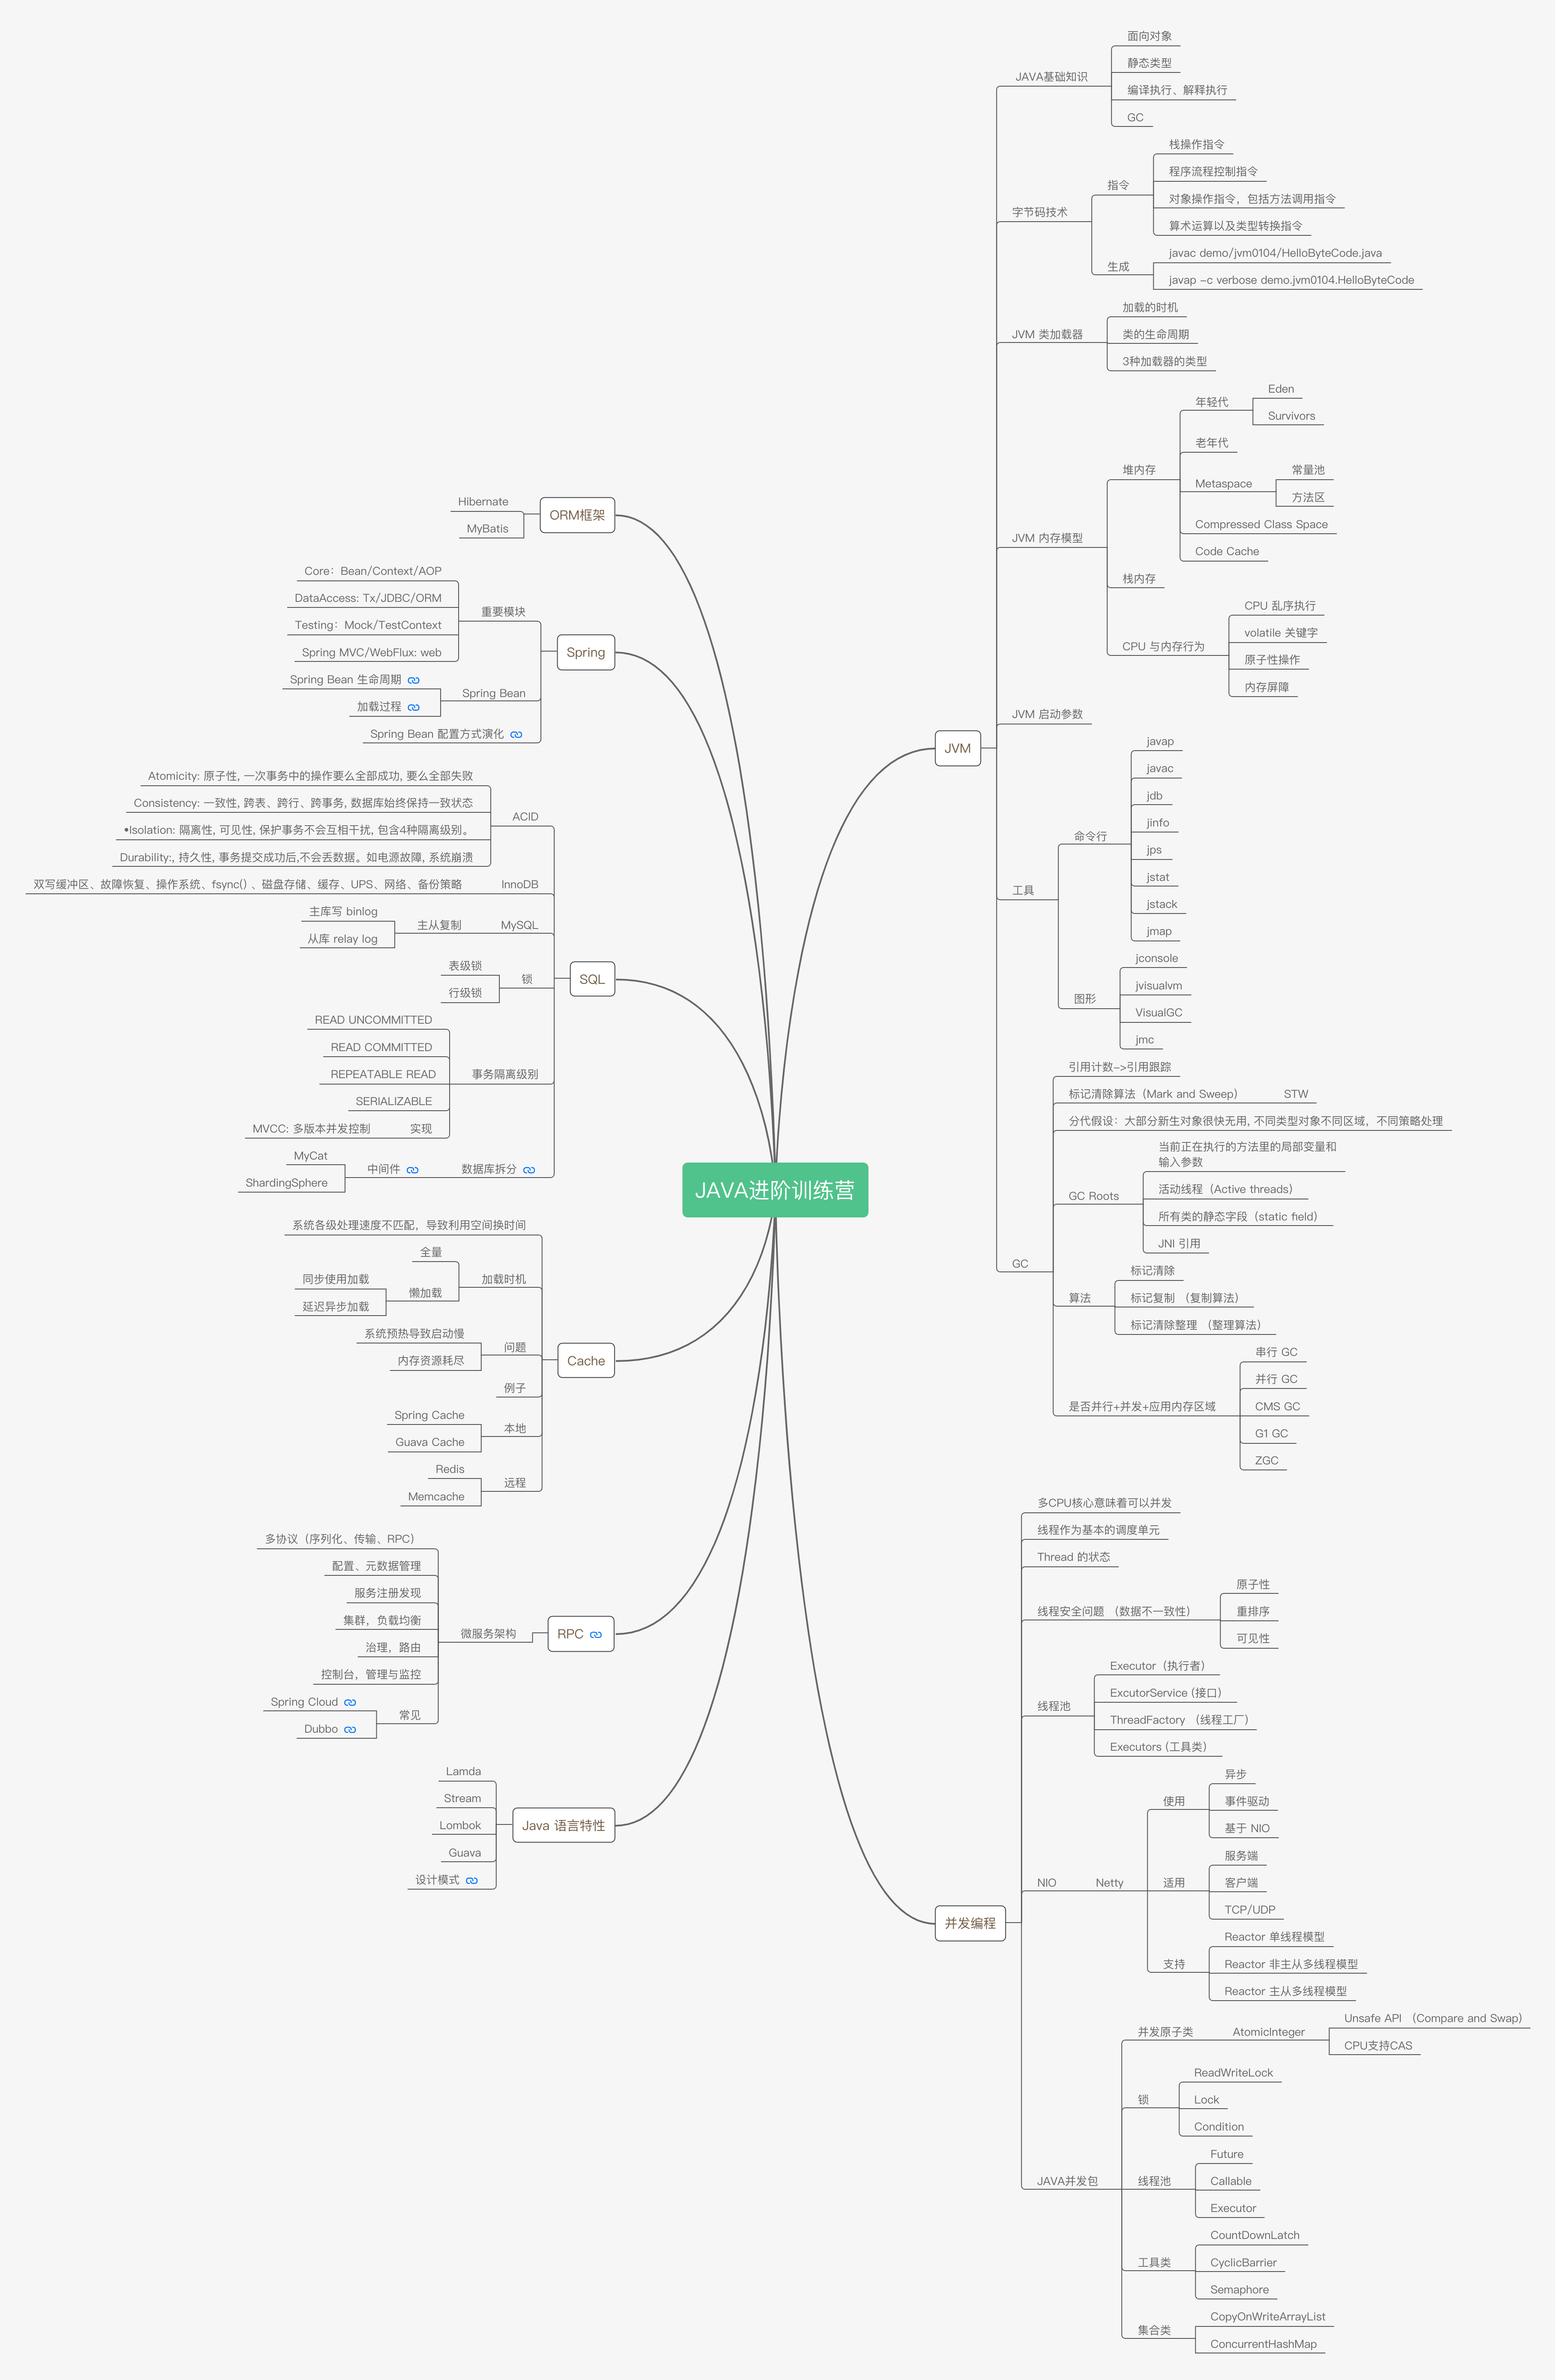 JAVA进阶训练营
JVM
JAVA基础知识
面向对象
静态类型
编译执行、解释执行
GC
字节码技术
指令
栈操作指令
程序流程控制指令
对象操作指令，包括方法调用指令
算术运算以及类型转换指令
生成
javac demo/jvm0104/HelloByteCode.java
javap -c verbose demo.jvm0104.HelloByteCode
JVM 类加载器
加载的时机
类的生命周期
3种加载器的类型
JVM 内存模型
堆内存
年轻代
Eden
Survivors
老年代
Metaspace
常量池
方法区
Compressed Class Space
Code Cache
栈内存
CPU 与内存行为
CPU 乱序执行
volatile 关键字
原子性操作
内存屏障
JVM 启动参数
工具
命令行
javap
javac
jdb
jinfo
jps
jstat
jstack
jmap
图形
jconsole
jvisualvm
VisualGC
jmc
GC
引用计数->引用跟踪
标记清除算法（Mark and Sweep）
STW
分代假设：大部分新生对象很快无用, 不同类型对象不同区域，不同策略处理
GC Roots
当前正在执行的方法里的局部变量和
输入参数
活动线程（Active threads）
所有类的静态字段（static field）
JNI 引用
算法
标记清除
标记复制 （复制算法）
标记清除整理 （整理算法）
是否并行+并发+应用内存区域
串行 GC
并行 GC
CMS GC
G1 GC
ZGC
并发编程
多CPU核心意味着可以并发
线程作为基本的调度单元
Thread 的状态
线程安全问题 （数据不一致性）
原子性
重排序
可见性
线程池
Executor（执行者）
ExcutorService (接口）
ThreadFactory （线程工厂）
Executors (工具类）
NIO
Netty
使用
异步
事件驱动
基于 NIO
适用
服务端
客户端
TCP/UDP
支持
Reactor 单线程模型
Reactor 非主从多线程模型
Reactor 主从多线程模型
JAVA并发包
并发原子类
AtomicInteger
Unsafe API （Compare and Swap）
CPU支持CAS
锁
ReadWriteLock
Lock
Condition
线程池
Future
Callable
Executor
工具类
CountDownLatch
CyclicBarrier
Semaphore
集合类
CopyOnWriteArrayList
ConcurrentHashMap
ORM框架
Hibernate
MyBatis
Spring
重要模块
Core：Bean/Context/AOP
DataAccess: Tx/JDBC/ORM
Testing：Mock/TestContext
Spring MVC/WebFlux: web
Spring Bean
Spring Bean 生命周期
加载过程
Spring Bean 配置方式演化
SQL
ACID
Atomicity: 原子性, 一次事务中的操作要么全部成功, 要么全部失败
Consistency: 一致性, 跨表、跨行、跨事务, 数据库始终保持一致状态
•Isolation: 隔离性, 可见性, 保护事务不会互相干扰, 包含4种隔离级别。
Durability:, 持久性, 事务提交成功后,不会丢数据。如电源故障, 系统崩溃
InnoDB
双写缓冲区、故障恢复、操作系统、fsync() 、磁盘存储、缓存、UPS、网络、备份策略
MySQL
主从复制
主库写 binlog
从库 relay log
锁
表级锁
行级锁
事务隔离级别
READ UNCOMMITTED
READ COMMITTED
REPEATABLE READ
SERIALIZABLE
实现
MVCC: 多版本并发控制
数据库拆分
中间件
MyCat
ShardingSphere
Cache
系统各级处理速度不匹配，导致利用空间换时间
加载时机
全量
懒加载
同步使用加载
延迟异步加载
问题
系统预热导致启动慢
内存资源耗尽
例子
本地
Spring Cache
Guava Cache
远程
Redis
Memcache
RPC
微服务架构
多协议（序列化、传输、RPC）
配置、元数据管理
服务注册发现
集群，负载均衡
治理，路由
控制台，管理与监控
常见
Spring Cloud
Dubbo
Java 语言特性
Lamda
Stream
Lombok
Guava
设计模式